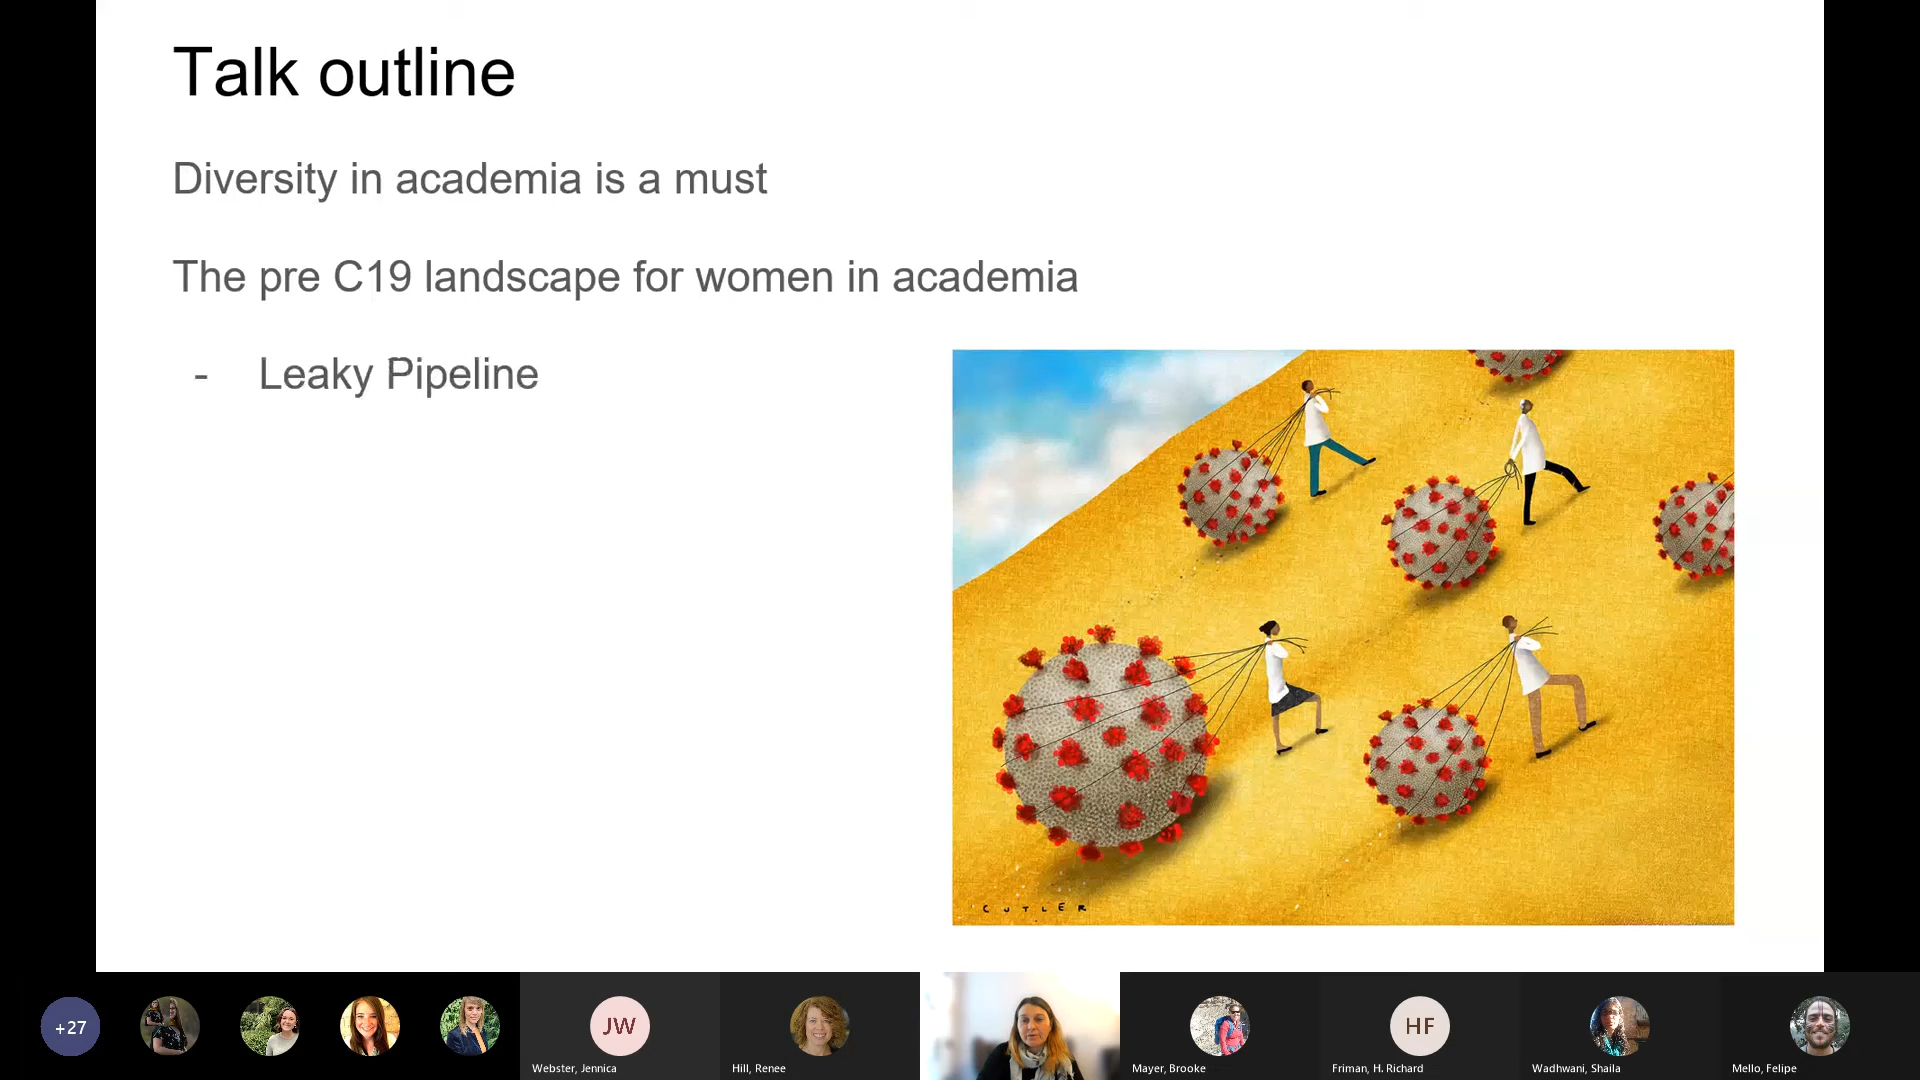 Talk outline
Diversity in academia is a must
The pre C19 landscape for women in academia
- Leaky Pipeline
CUTLER
+27
JW
HF
Webster, Jennica
Hill, Renee
Mayer, Brooke
Friman, H. Richard
Wadhwani, Shaila
Mello, Felipe